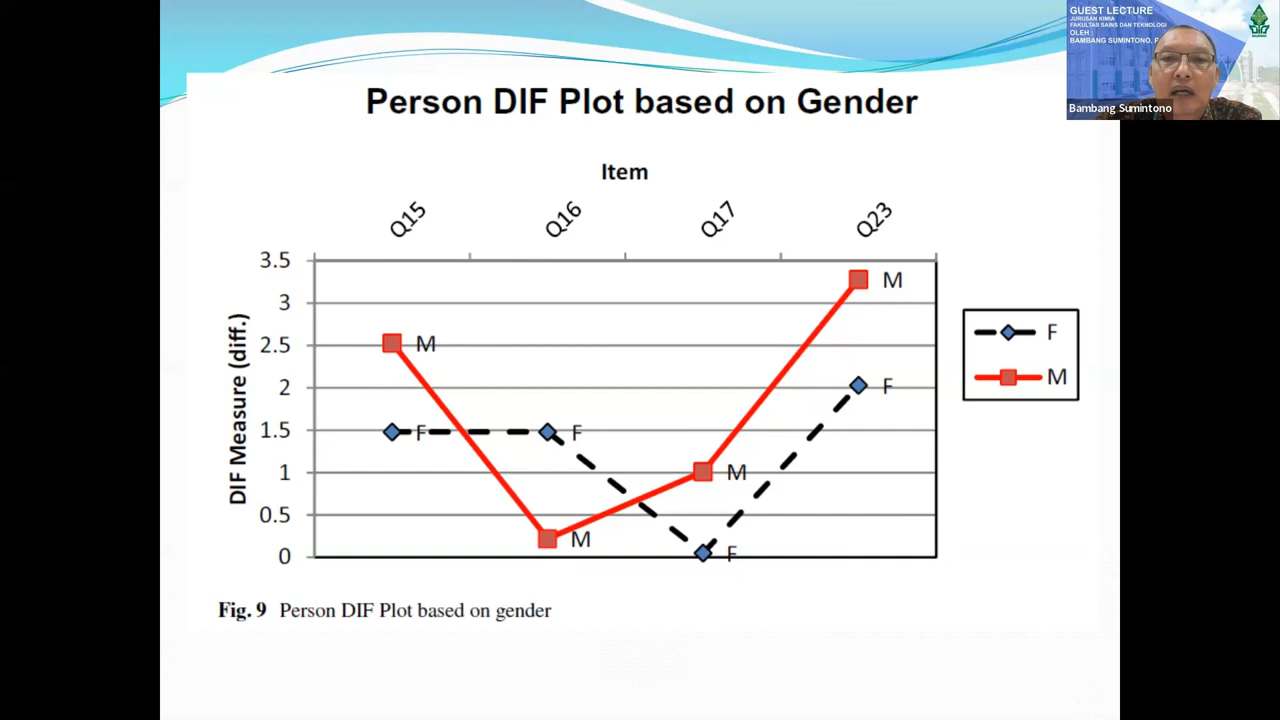 Person DIF Plot based on Gender
Item
Q15
Q16
Q17
Q23
DIF Measure (diff.)
3.5
3
2.5
2
1.5
1
0.5
0
M
M
M
M
F
F
F
F
F
M
Fig. 9 Person DIF Plot based on gender
GUEST LECTURE
JURUSAN KIMIA
FAKULTAS SAINS DAN TEKNOLOGI
OLEH :
BAMBANG SUMINTONO,
Bambang Sumintono